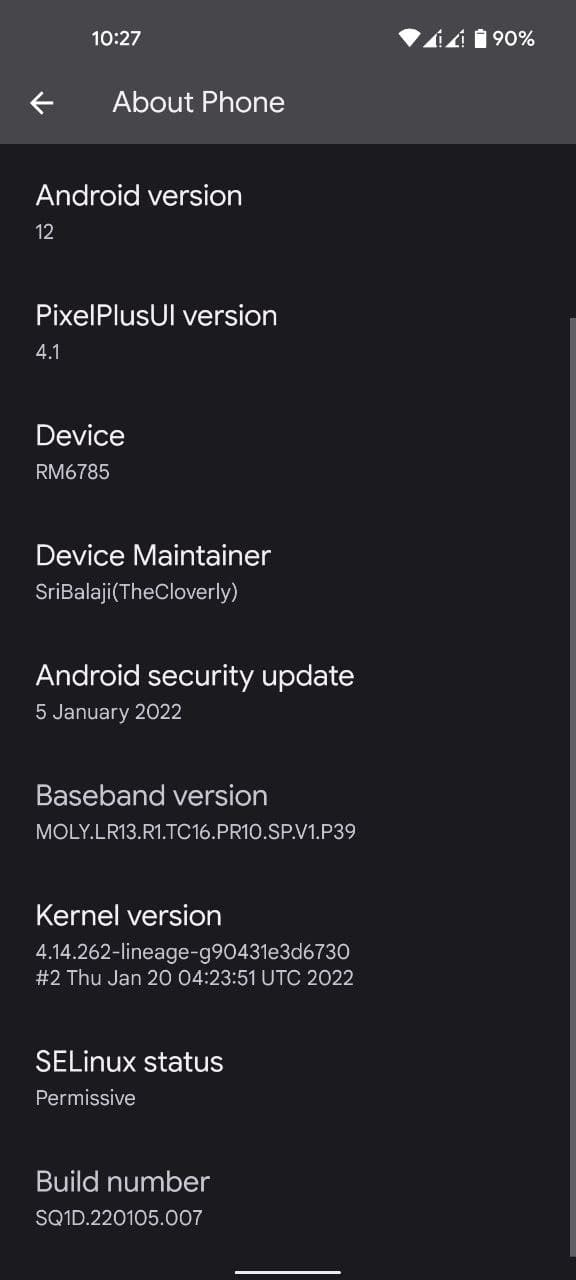 10:27
90%
About Phone
Android version
12
PixelPlusUI version
4.1
Device
RM6785
Device Maintainer
SriBalaji(TheCloverly)
Android security update
5 January 2022
Baseband version
MOLY.LR13.R1.TC16.PR10.SP.V1.P39
Kernel version
4.14.262-lineage-g90431e3d6730
#2 Thu Jan 20 04:23:51 UTC 2022
SELinux status
Permissive
Build number
SQ1D.220105.007